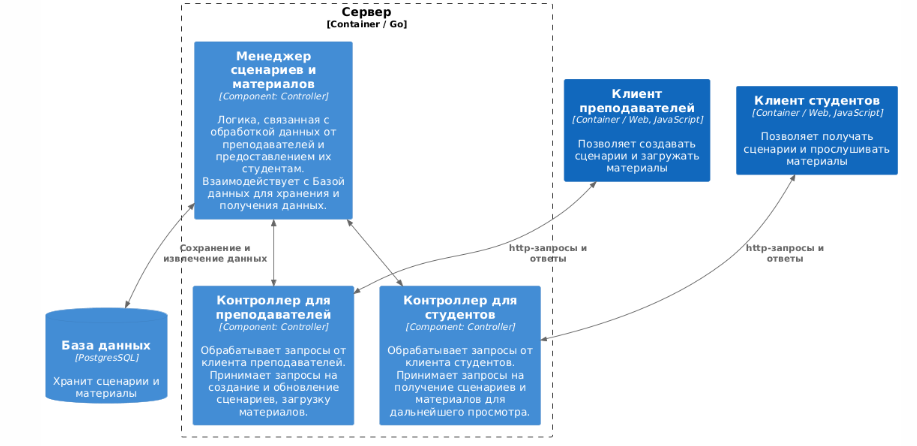 Сервер
[Container / Go]
Менеджер
сценариев и
материалов
[Component: Controller]
Логика, связанная с
обработкой данных от
преподавателей и
предоставлением их
студентам.
Взаимодействует с Базой
данных для хранения и
получения данных.
Клиент
преподавателей
[Container / Web, JavaScript]
Позволяет создавать
сценарии и загружать
материалы
Клиент студентов
[Container / Web, JavaScript]
Позволяет получать
сценарии и прослушивать
материалы
Сохранение и
извлечение данных
http-запросы и
ответы
http-запросы и
ответы
База данных
[PostgresSQL]
Хранит сценарии и
материалы
Контроллер для
преподавателей
[Component: Controller]
Обрабатывает запросы от
клиента преподавателей.
Принимает запросы на
создание и обновление
сценариев, загрузку
материалов.
Контроллер для
студентов
[Component: Controller]
Обрабатывает запросы от
клиента студентов.
Принимает запросы на
получение сценариев и
материалов для
дальнейшего просмотра.